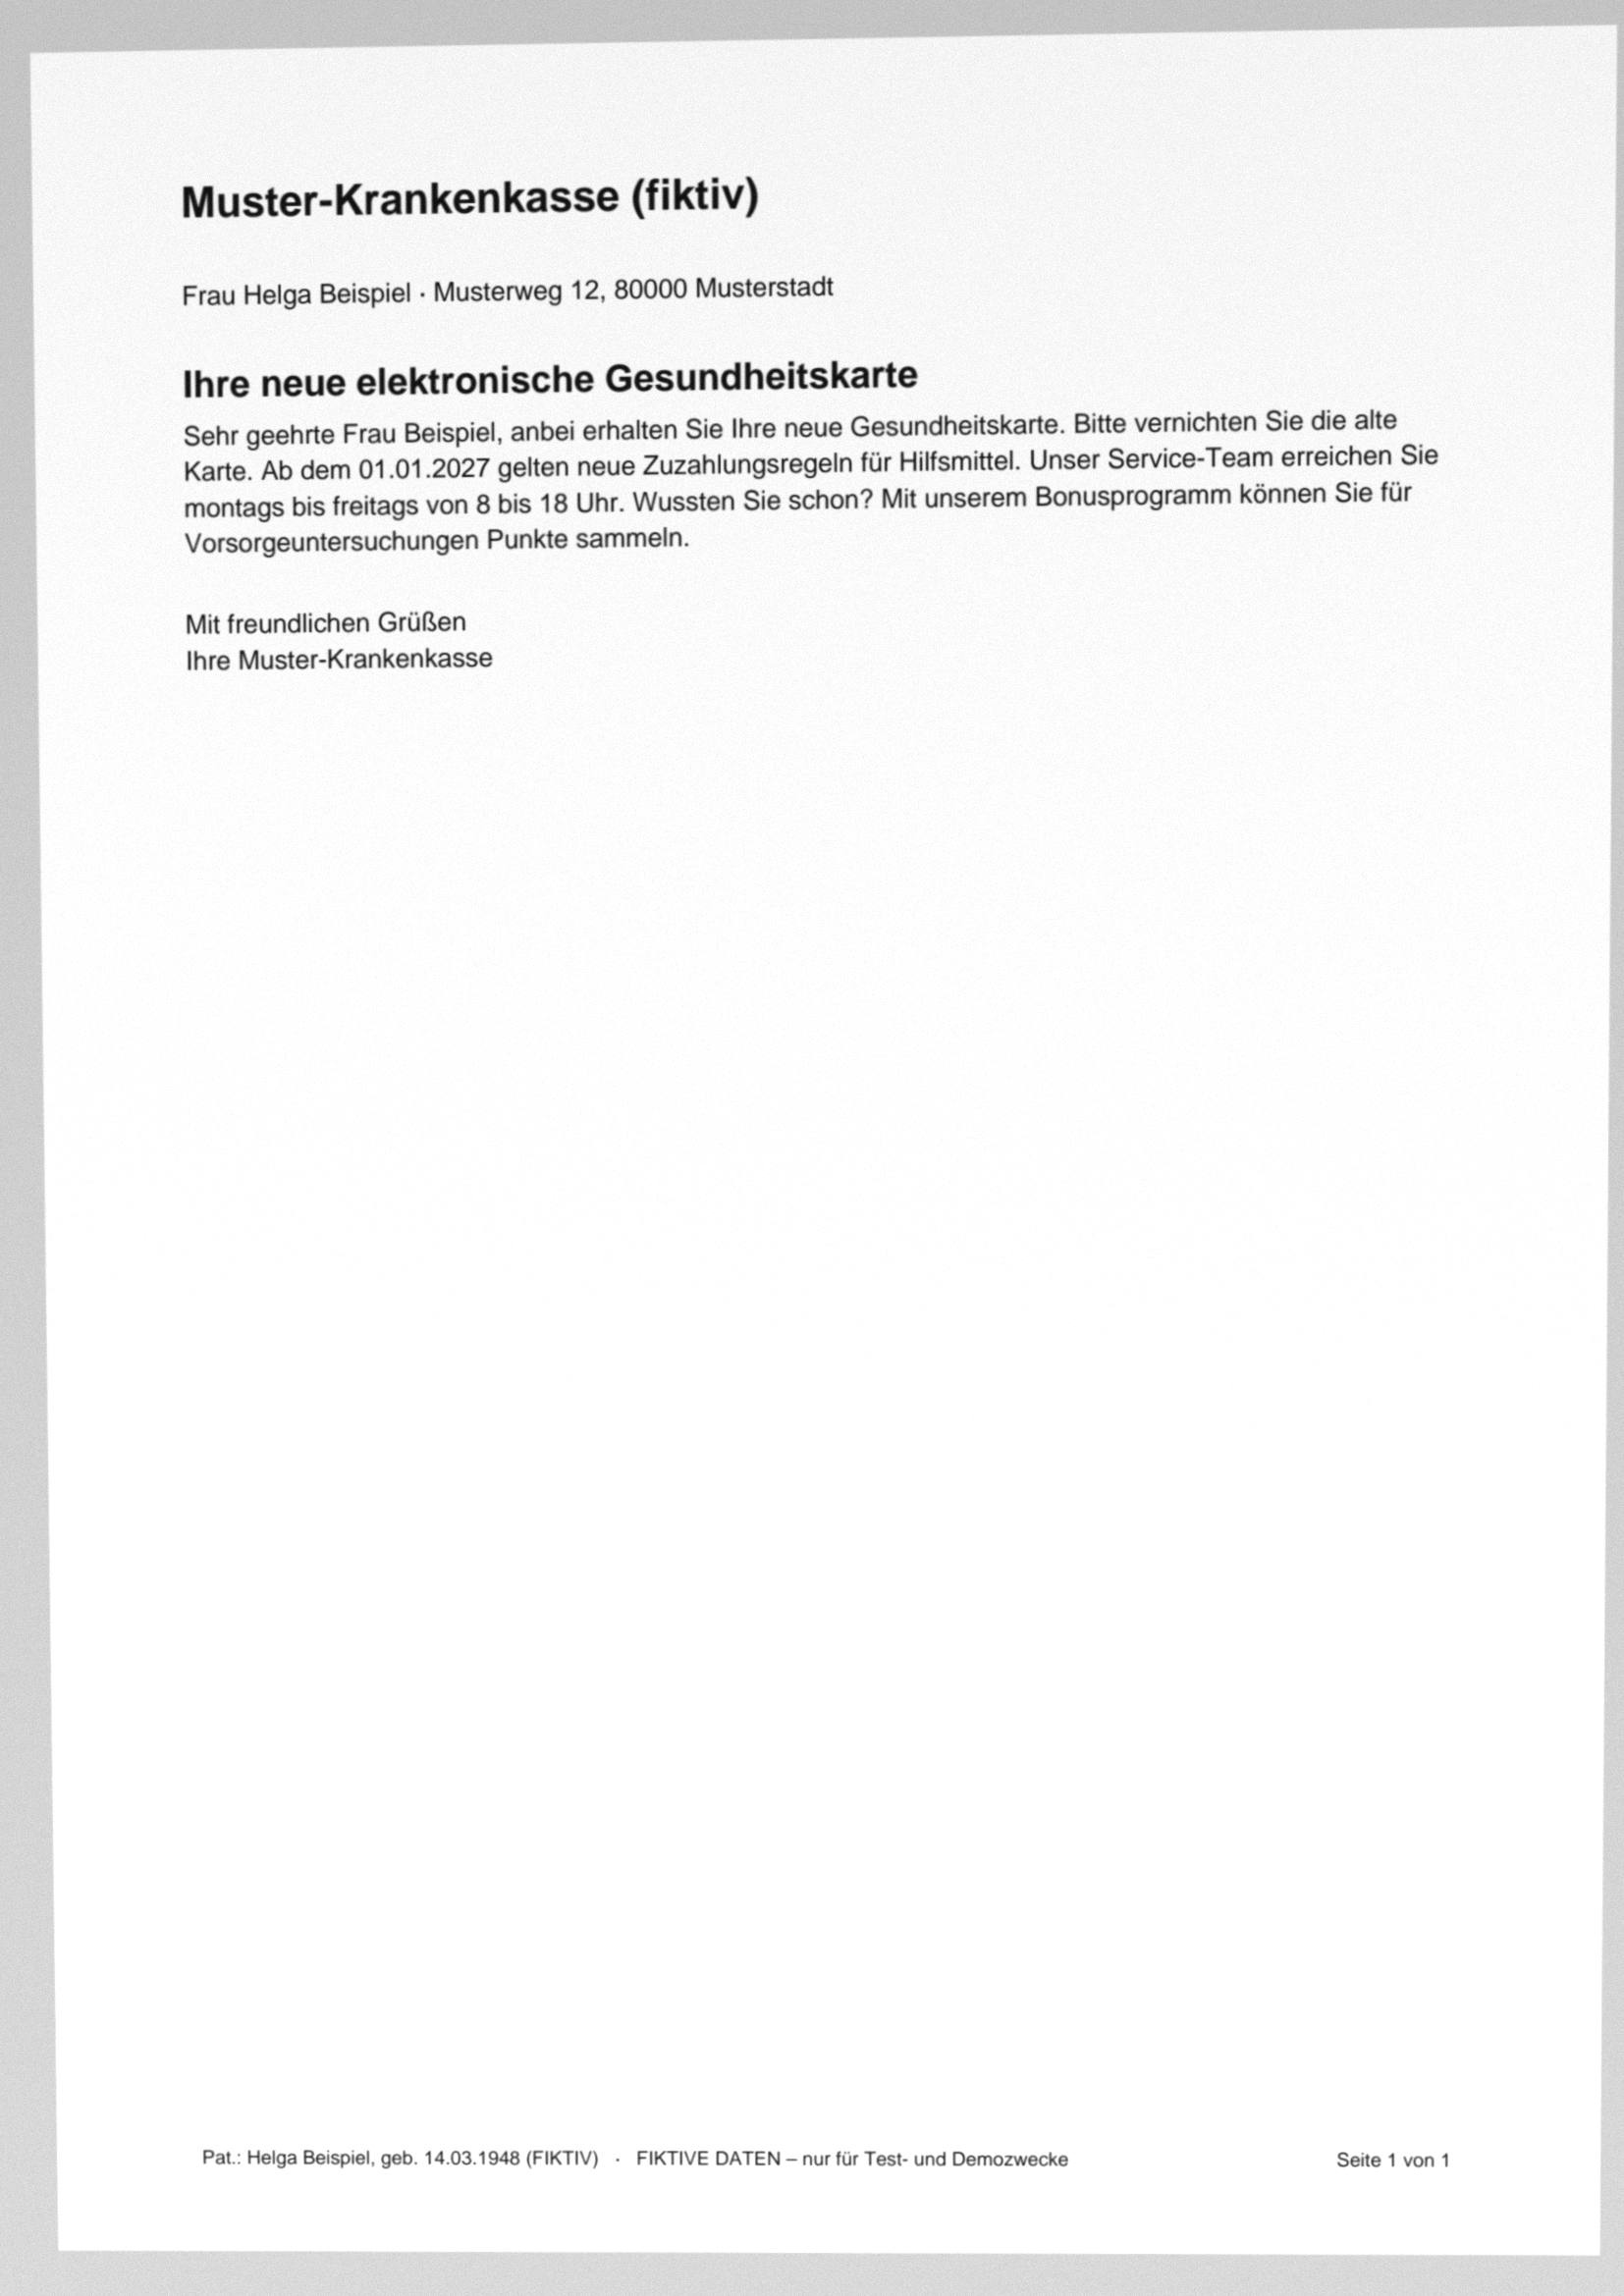 Muster-Krankenkasse (fiktiv)
Frau Helga Beispiel · Musterweg 12, 80000 Musterstadt
Ihre neue elektronische Gesundheitskarte
Sehr geehrte Frau Beispiel, anbei erhalten Sie Ihre neue Gesundheitskarte. Bitte vernichten Sie die alte
Karte. Ab dem 01.01.2027 gelten neue Zuzahlungsregeln für Hilfsmittel. Unser Service-Team erreichen Sie
montags bis freitags von 8 bis 18 Uhr. Wussten Sie schon? Mit unserem Bonusprogramm können Sie für
Vorsorgeuntersuchungen Punkte sammeln.
Mit freundlichen Grüßen
Ihre Muster-Krankenkasse
Pat.: Helga Beispiel, geb. 14.03.1948 (FIKTIV) · FIKTIVE DATEN – nur für Test- und Demozwecke Seite 1 von 1